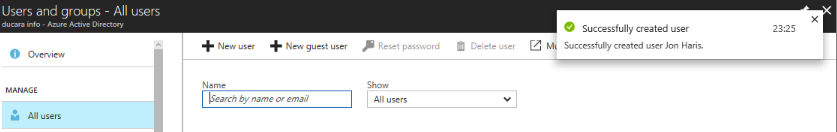 Users and groups - All users
ducara info - Azure Active Directory
Successfully created user 23:25
Successfully created user Jon Haris.
Overview
MANAGE
All users
New user New guest user Reset password Delete user
Name Show
Search by name or email All users